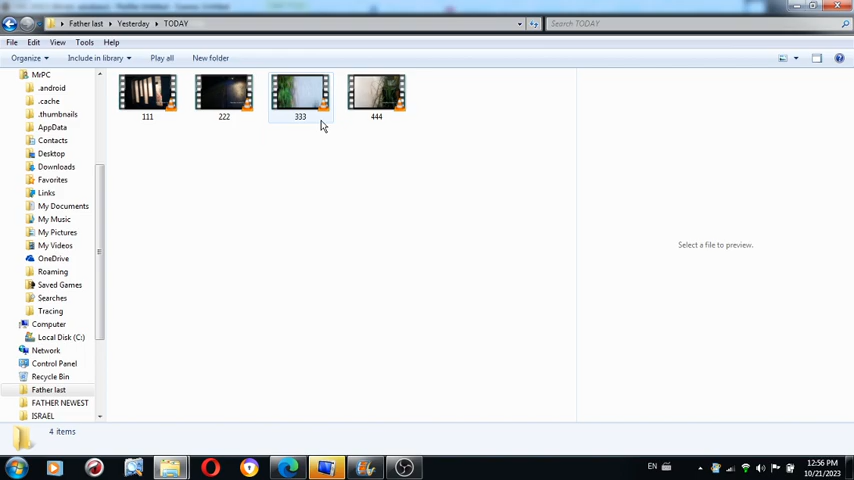 Father last ▸ Yesterday ▸ TODAY
Search TODAY
File Edit View Tools Help
Organize Include in library Play all New folder
MrPC
.android
.cache
.thumbnails
AppData
Contacts
Desktop
Downloads
Favorites
Links
My Documents
My Music
My Pictures
My Videos
OneDrive
Roaming
Saved Games
Searches
Tracing
Computer
Local Disk (C:)
Network
Control Panel
Recycle Bin
Father last
FATHER NEWEST
ISRAEL
111 222 333 444
Select a file to preview.
4 items
EN
12:56 PM
10/21/2023